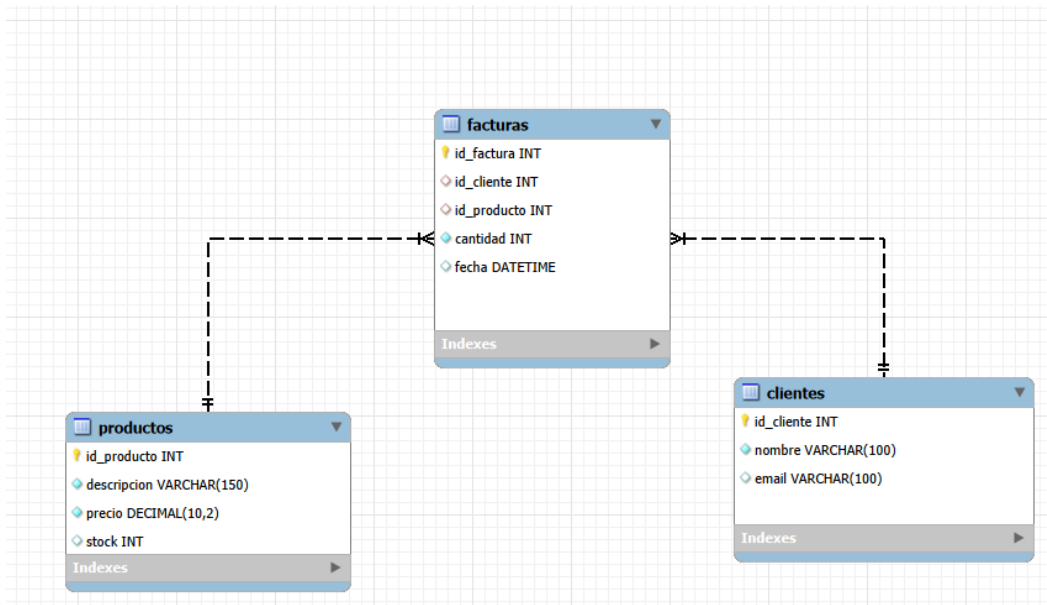 facturas
id_factura INT
id_cliente INT
id_producto INT
cantidad INT
fecha DATETIME
Indexes
productos
id_producto INT
descripcion VARCHAR(150)
precio DECIMAL(10,2)
stock INT
Indexes
clientes
id_cliente INT
nombre VARCHAR(100)
email VARCHAR(100)
Indexes